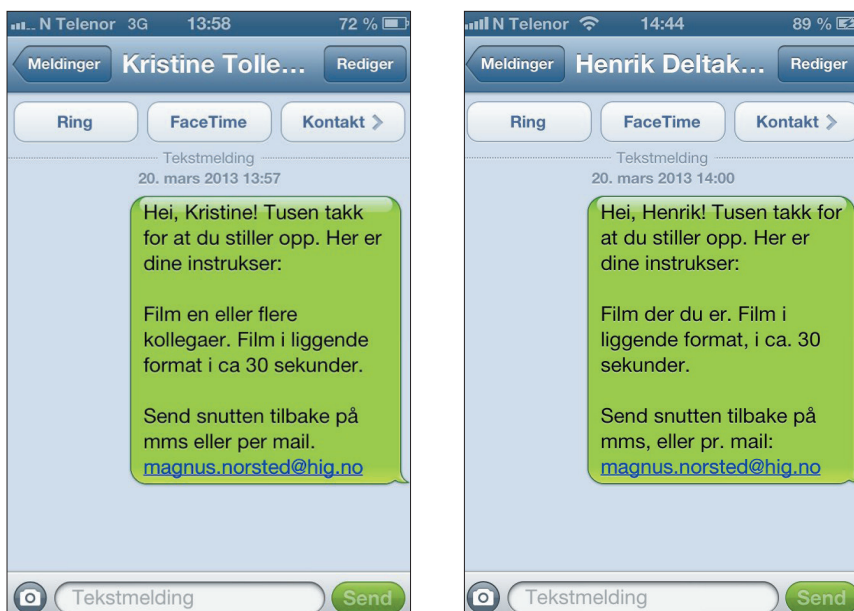 N Telenor 3G 13:58 72 %
Meldinger Kristine Tolle... Rediger
Ring FaceTime Kontakt
Tekstmelding
20. mars 2013 13:57
Hei, Kristine! Tusen takk
for at du stiller opp. Her er
dine instrukser:
Film en eller flere
kollegaer. Film i liggende
format i ca 30 sekunder.
Send snutten tilbake på
mms eller per mail.
magnus.norsted@hig.no
Tekstmelding Send
N Telenor 14:44 89 %
Meldinger Henrik Deltak... Rediger
Ring FaceTime Kontakt
Tekstmelding
20. mars 2013 14:00
Hei, Henrik! Tusen takk for
at du stiller opp. Her er
dine instrukser:
Film der du er. Film i
liggende format, i ca. 30
sekunder.
Send snutten tilbake på
mms, eller pr. mail:
magnus.norsted@hig.no
Tekstmelding Send